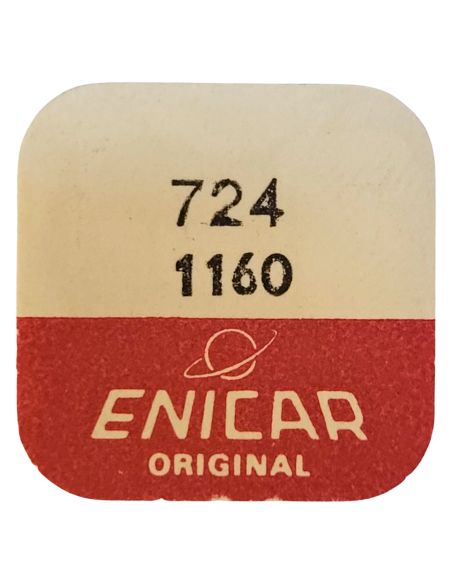 724
1160
ENICAR
ORIGINAL